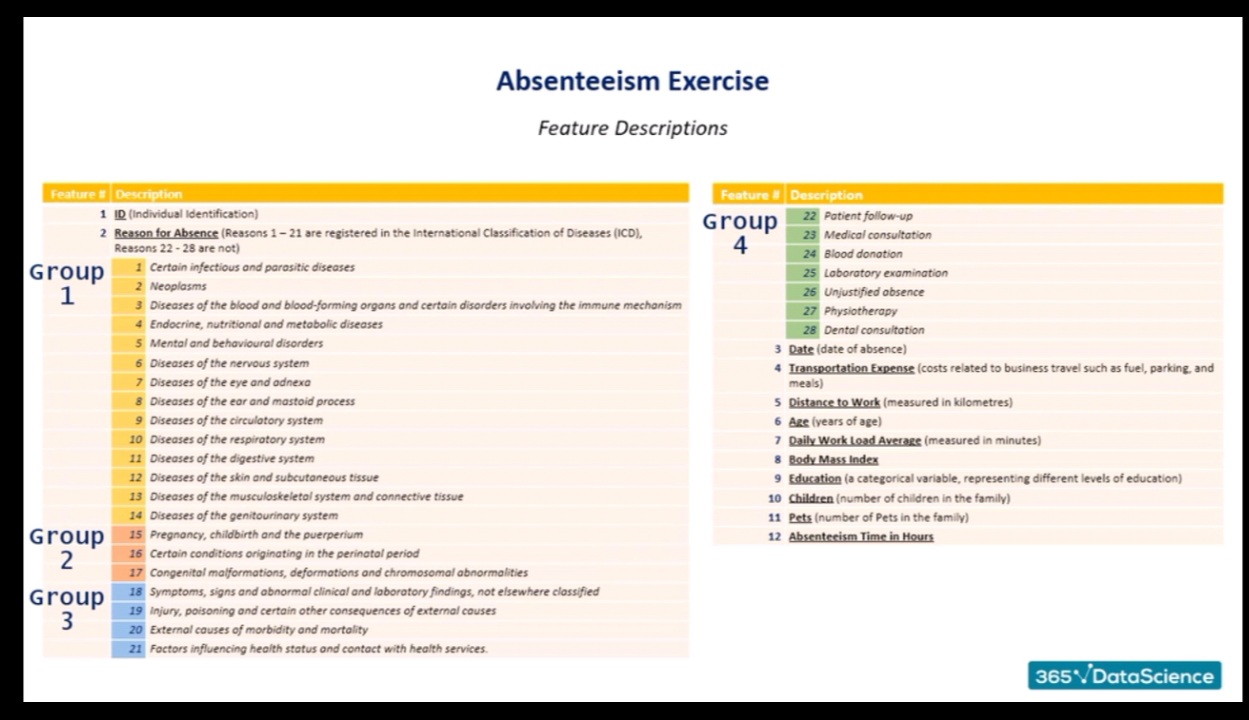 Absenteeism Exercise
Feature Descriptions
Feature # Description
1 ID (Individual Identification)
2 Reason for Absence (Reasons 1 – 21 are registered in the International Classification of Diseases (ICD),
Reasons 22 - 28 are not)
Group 1
1 Certain infectious and parasitic diseases
2 Neoplasms
3 Diseases of the blood and blood-forming organs and certain disorders involving the immune mechanism
4 Endocrine, nutritional and metabolic diseases
5 Mental and behavioural disorders
6 Diseases of the nervous system
7 Diseases of the eye and adnexa
8 Diseases of the ear and mastoid process
9 Diseases of the circulatory system
10 Diseases of the respiratory system
11 Diseases of the digestive system
12 Diseases of the skin and subcutaneous tissue
13 Diseases of the musculoskeletal system and connective tissue
14 Diseases of the genitourinary system
Group 2
15 Pregnancy, childbirth and the puerperium
16 Certain conditions originating in the perinatal period
17 Congenital malformations, deformations and chromosomal abnormalities
Group 3
18 Symptoms, signs and abnormal clinical and laboratory findings, not elsewhere classified
19 Injury, poisoning and certain other consequences of external causes
20 External causes of morbidity and mortality
21 Factors influencing health status and contact with health services.
Feature # Description
Group 4
22 Patient follow-up
23 Medical consultation
24 Blood donation
25 Laboratory examination
26 Unjustified absence
27 Physiotherapy
28 Dental consultation
3 Date (date of absence)
4 Transportation Expense (costs related to business travel such as fuel, parking, and
meals)
5 Distance to Work (measured in kilometres)
6 Age (years of age)
7 Daily Work Load Average (measured in minutes)
8 Body Mass Index
9 Education (a categorical variable, representing different levels of education)
10 Children (number of children in the family)
11 Pets (number of Pets in the family)
12 Absenteeism Time in Hours
365 DataScience